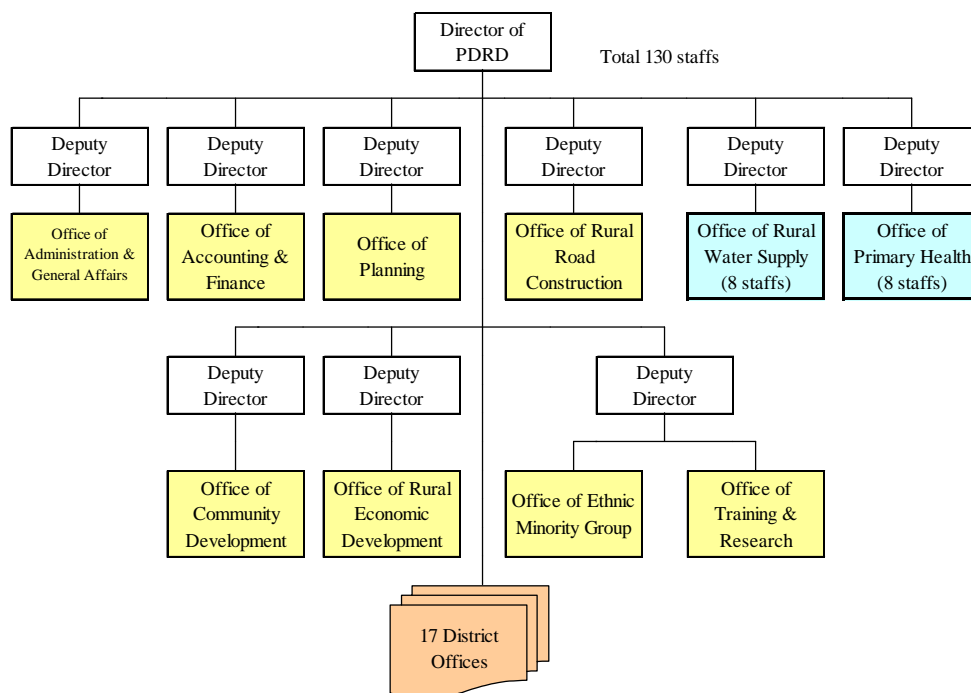 Director of
PDRD
Total 130 staffs
Deputy
Director
Deputy
Director
Deputy
Director
Deputy
Director
Deputy
Director
Deputy
Director
Office of
Administration &
General Affairs
Office of
Accounting &
Finance
Office of
Planning
Office of Rural
Road
Construction
Office of Rural
Water Supply
(8 staffs)
Office of
Primary Health
(8 staffs)
Deputy
Director
Deputy
Director
Deputy
Director
Office of
Community
Development
Office of Rural
Economic
Development
Office of Ethnic
Minority Group
Office of
Training &
Research
17 District
Offices